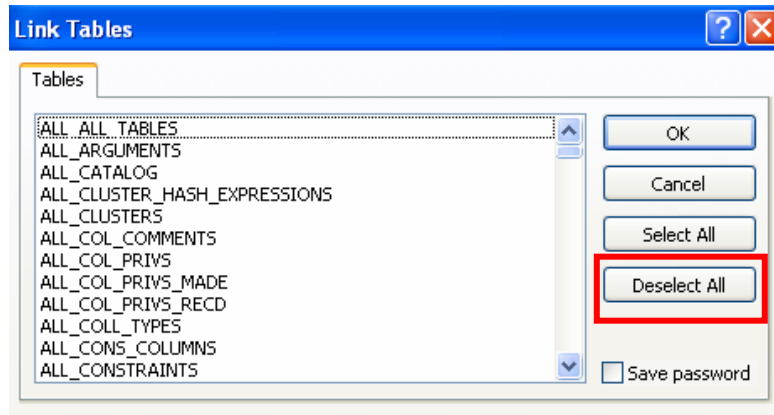 Link Tables
Tables
ALL_ALL_TABLES
ALL_ARGUMENTS
ALL_CATALOG
ALL_CLUSTER_HASH_EXPRESSIONS
ALL_CLUSTERS
ALL_COL_COMMENTS
ALL_COL_PRIVS
ALL_COL_PRIVS_MADE
ALL_COL_PRIVS_RECD
ALL_COLL_TYPES
ALL_CONS_COLUMNS
ALL_CONSTRAINTS
OK
Cancel
Select All
Deselect All
Save password